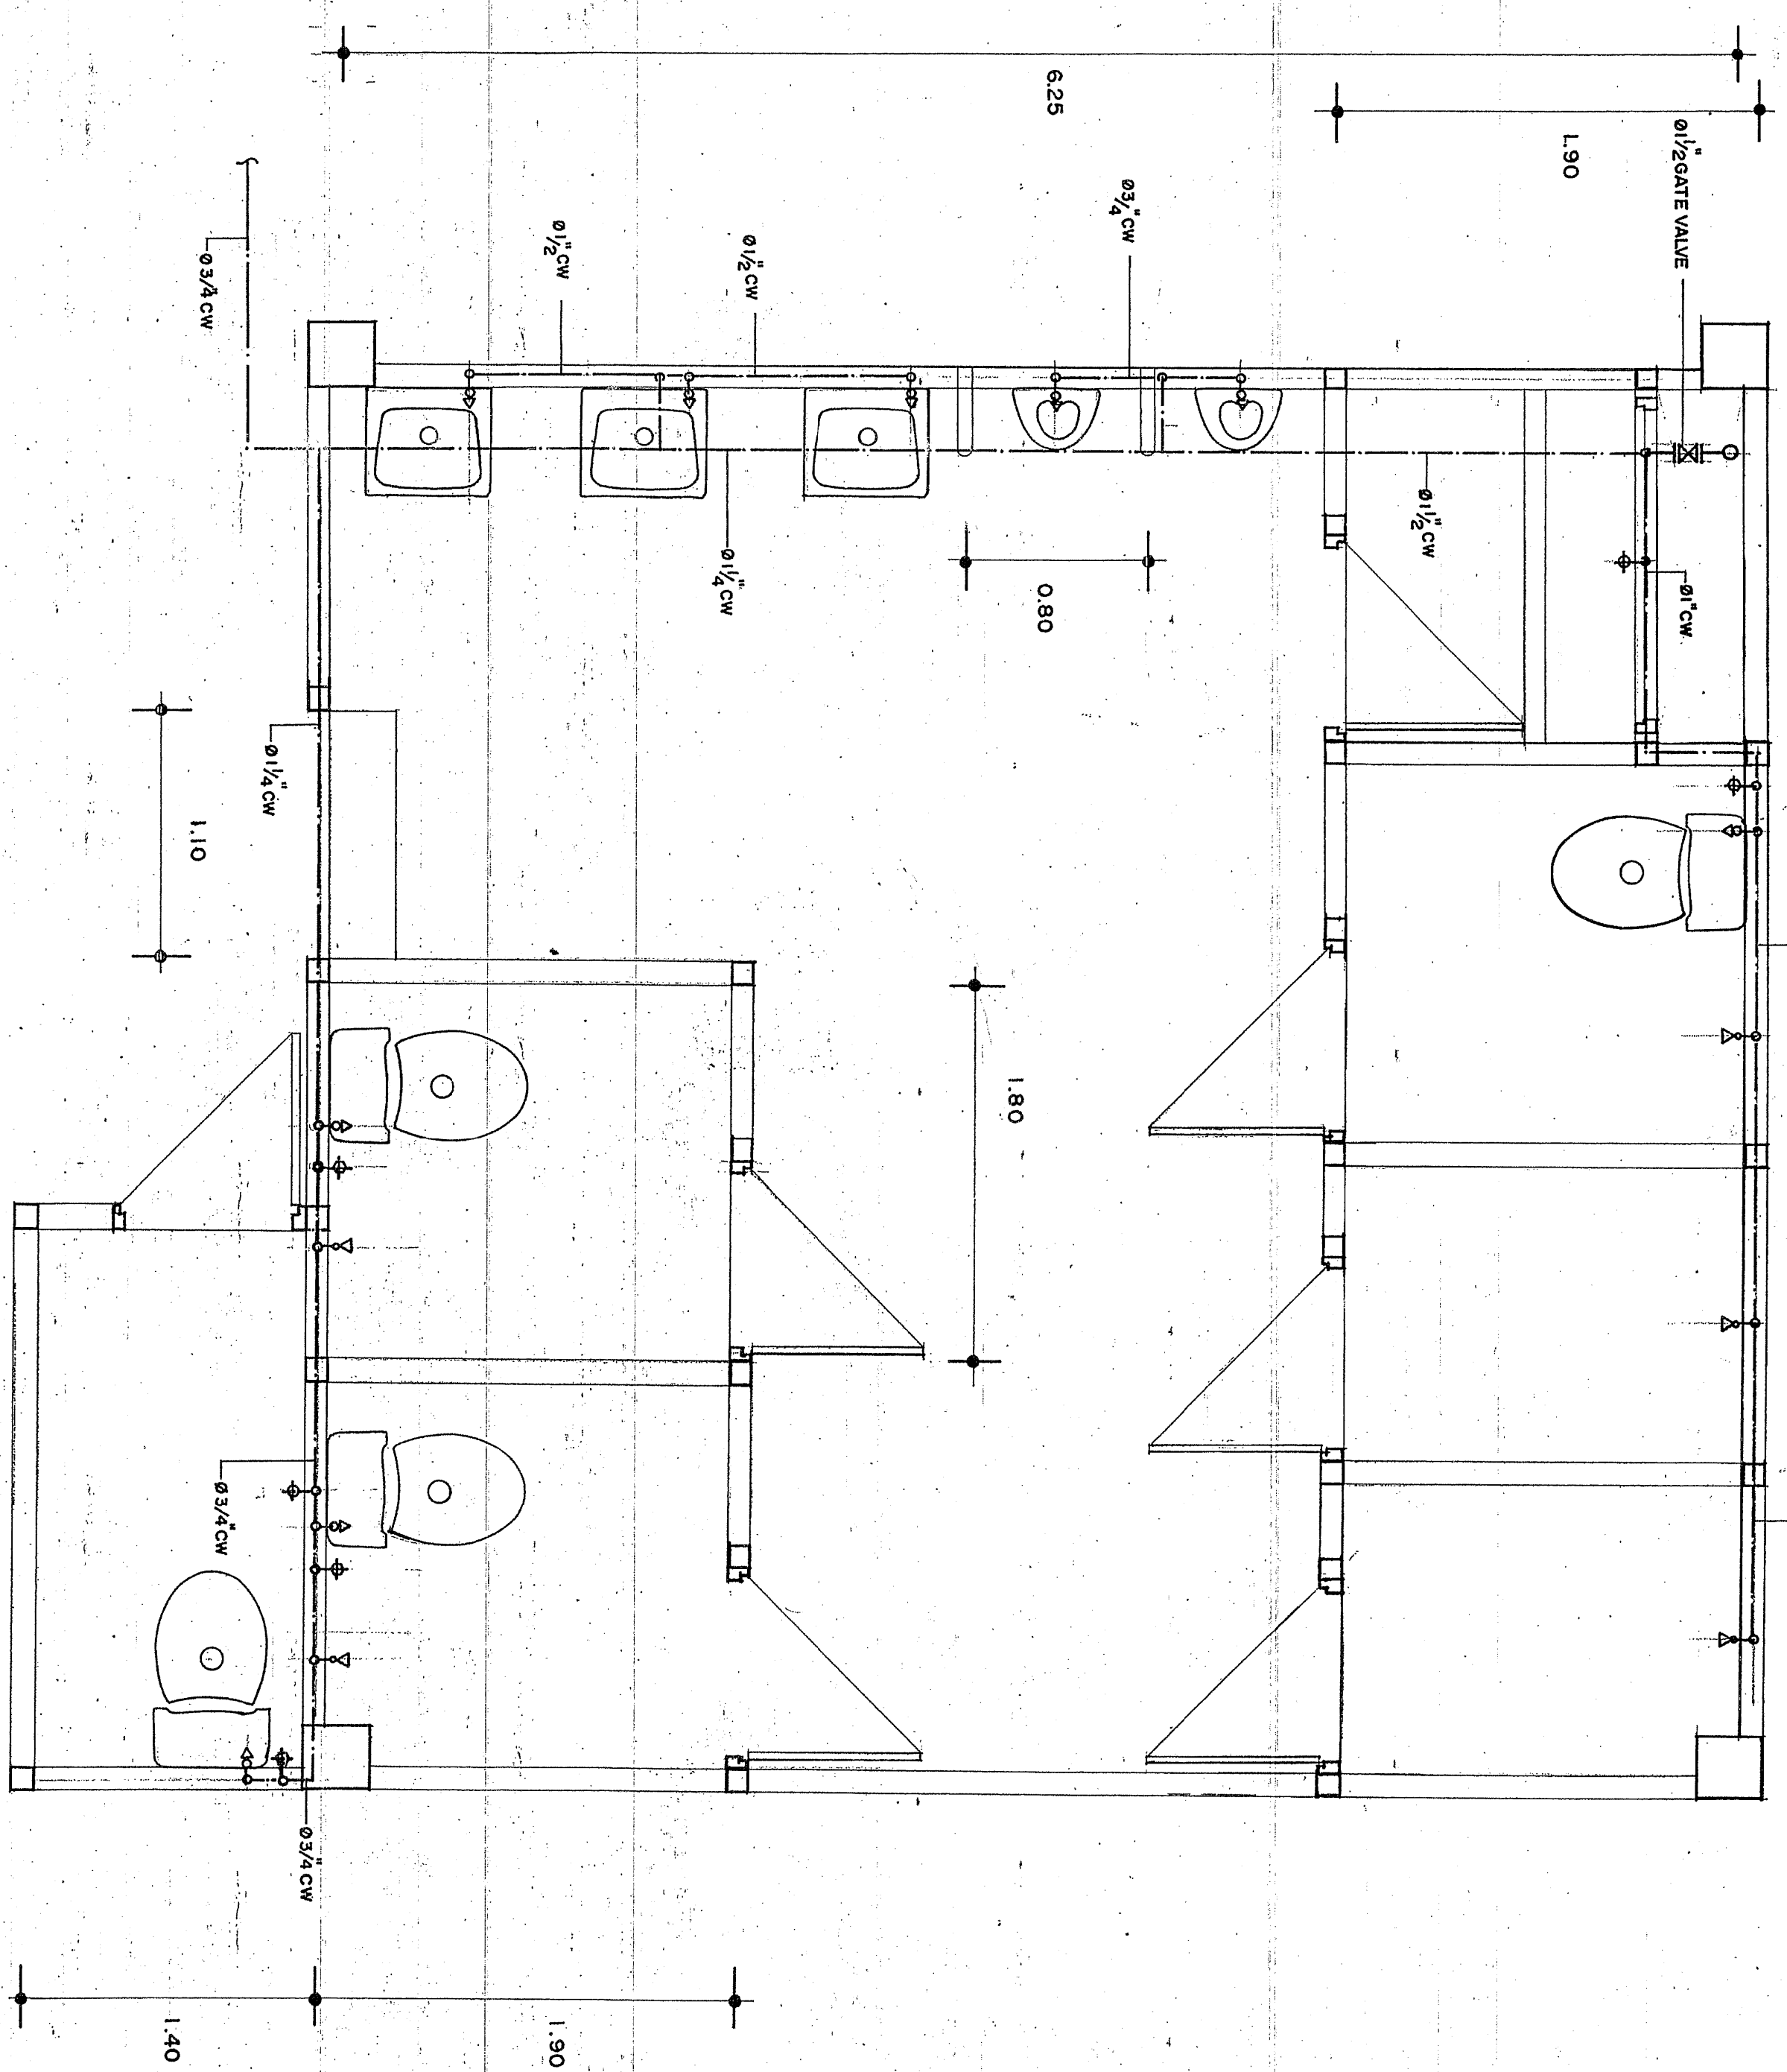 6.25
1.90
Ø1½" GATE VALVE
Ø3/4" CW
Ø1/2" CW
Ø1/2" CW
Ø3/4" CW
Ø1½" CW
Ø1" CW
Ø1¼" CW
0.80
Ø1¼" CW
1.10
1.80
Ø3/4" CW
Ø3/4" CW
1.40
1.90